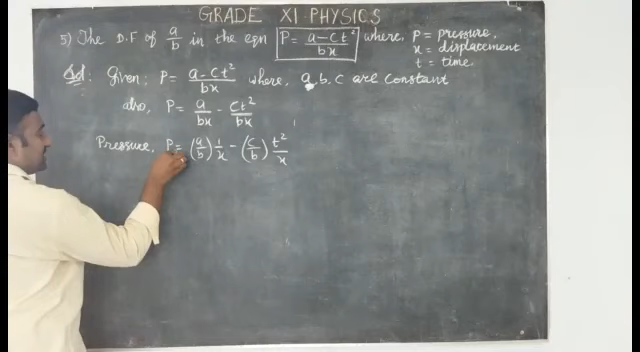 GRADE XI PHYSICS
5) The D.F of a/b in the eqn P = (a - ct²)/(bx) where, P = pressure,
x = displacement
t = time.
Sol: Given: P = (a - ct²)/(bx) where, a, b, c are constant
also, P = a/(bx) - ct²/(bx)
Pressure, P = (a/b) 1/x - (c/b) t²/x